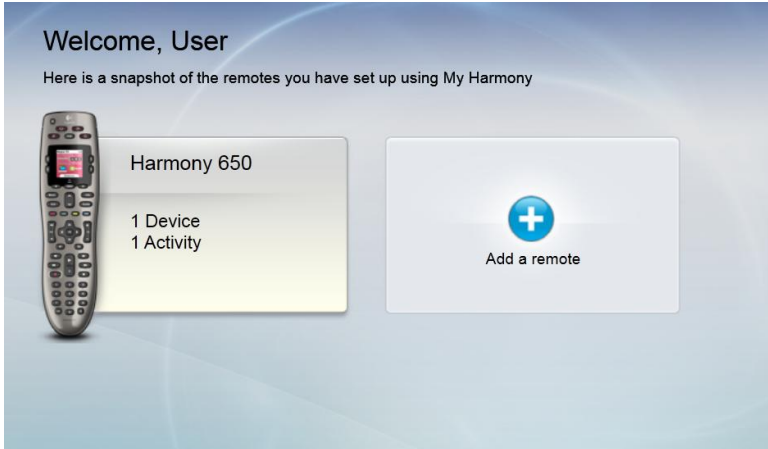 Welcome, User
Here is a snapshot of the remotes you have set up using My Harmony
Harmony 650
1 Device
1 Activity
Add a remote